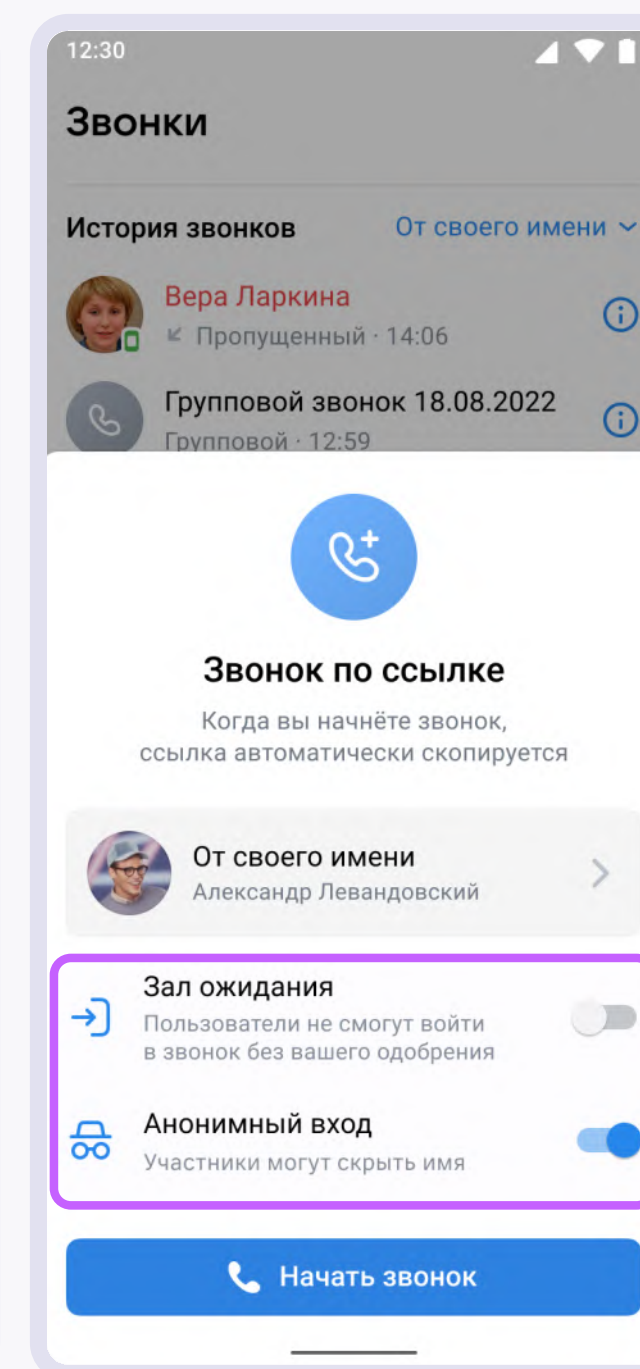 12:30
Звонки
История звонков
От своего имени
Вера Ларкина
Пропущенный · 14:06
Групповой звонок 18.08.2022
Групповой · 12:59
Звонок по ссылке
Когда вы начнёте звонок,
ссылка автоматически скопируется
От своего имени
Александр Левандовский
Зал ожидания
Пользователи не смогут войти
в звонок без вашего одобрения
Анонимный вход
Участники могут скрыть имя
Начать звонок